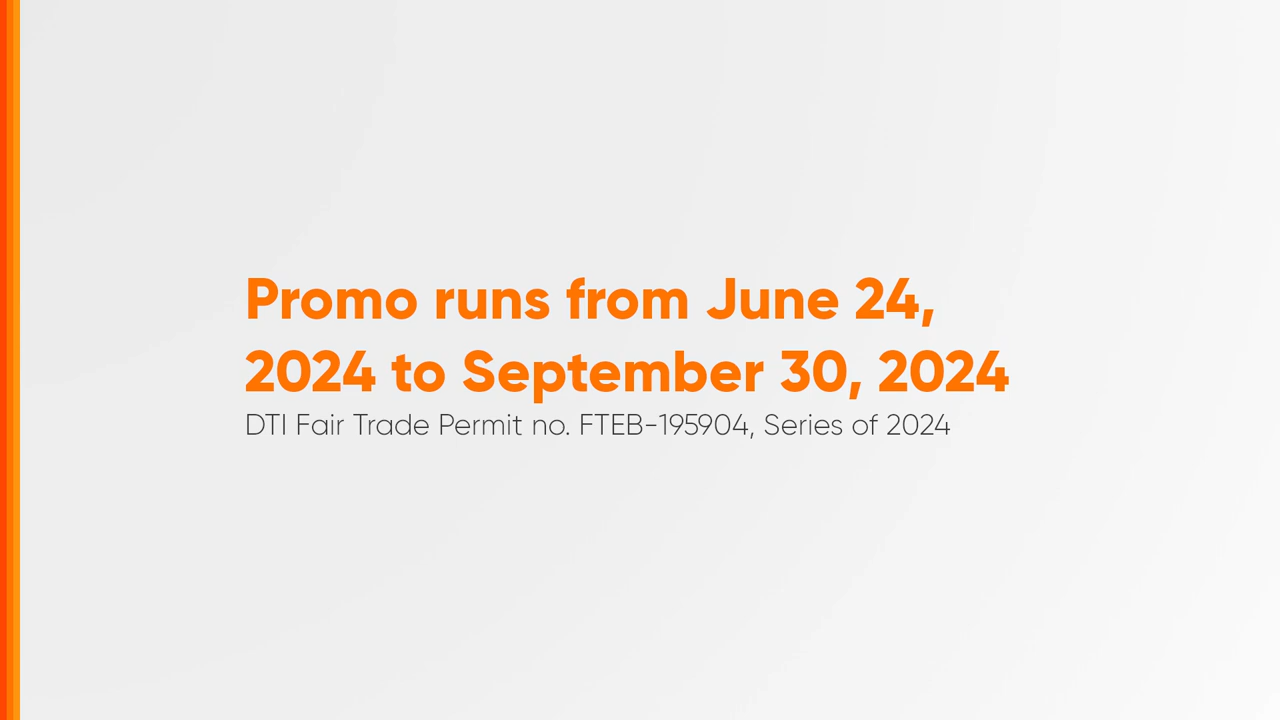 Promo runs from June 24,
2024 to September 30, 2024
DTI Fair Trade Permit no. FTEB-195904, Series of 2024